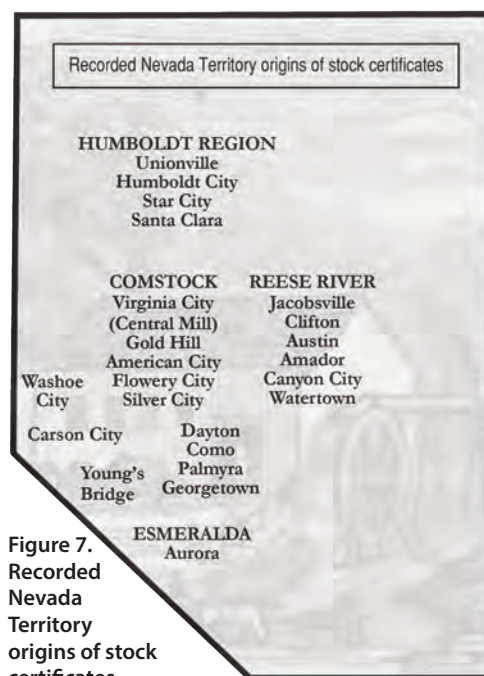 Recorded Nevada Territory origins of stock certificates
HUMBOLDT REGION
Unionville
Humboldt City
Star City
Santa Clara
COMSTOCK
Virginia City
(Central Mill)
Gold Hill
American City
Flowery City
Silver City
REESE RIVER
Jacobsville
Clifton
Austin
Amador
Canyon City
Watertown
Washoe
City
Carson City
Dayton
Como
Palmyra
Georgetown
Young's
Bridge
ESMERALDA
Aurora
Figure 7.
Recorded
Nevada
Territory
origins of stock
certificates